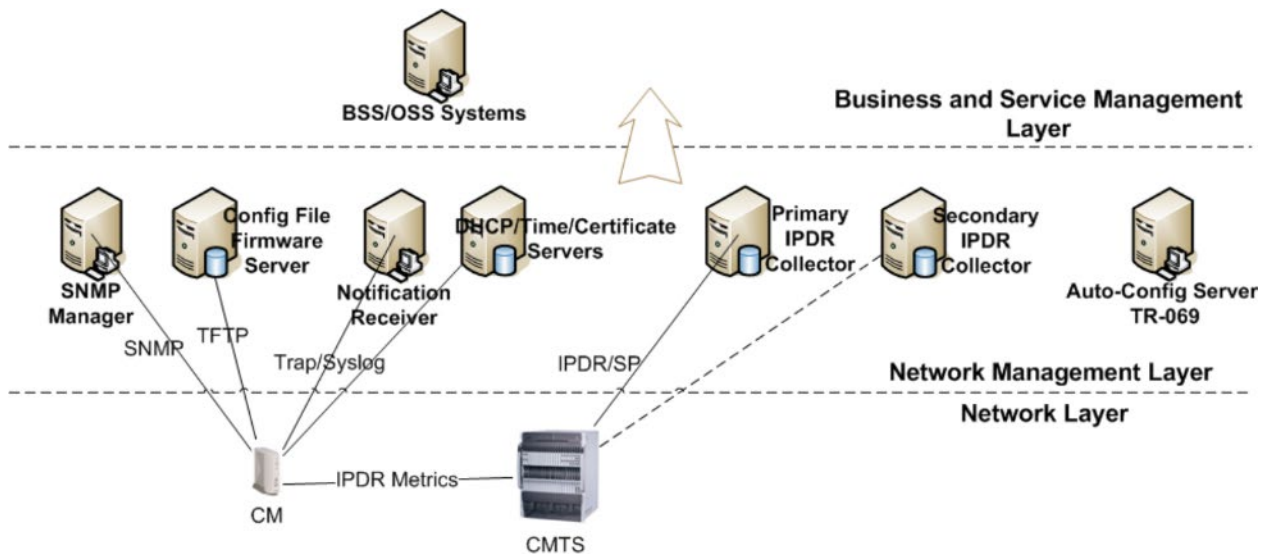 BSS/OSS Systems
Business and Service Management
Layer
Config File
Firmware
Server
DHCP/Time/Certificate
Servers
Primary
IPDR
Collector
Secondary
IPDR
Collector
SNMP
Manager
Notification
Receiver
Auto-Config Server
TR-069
SNMP
TFTP
Trap/Syslog
IPDR/SP
Network Management Layer
Network Layer
IPDR Metrics
CM
CMTS